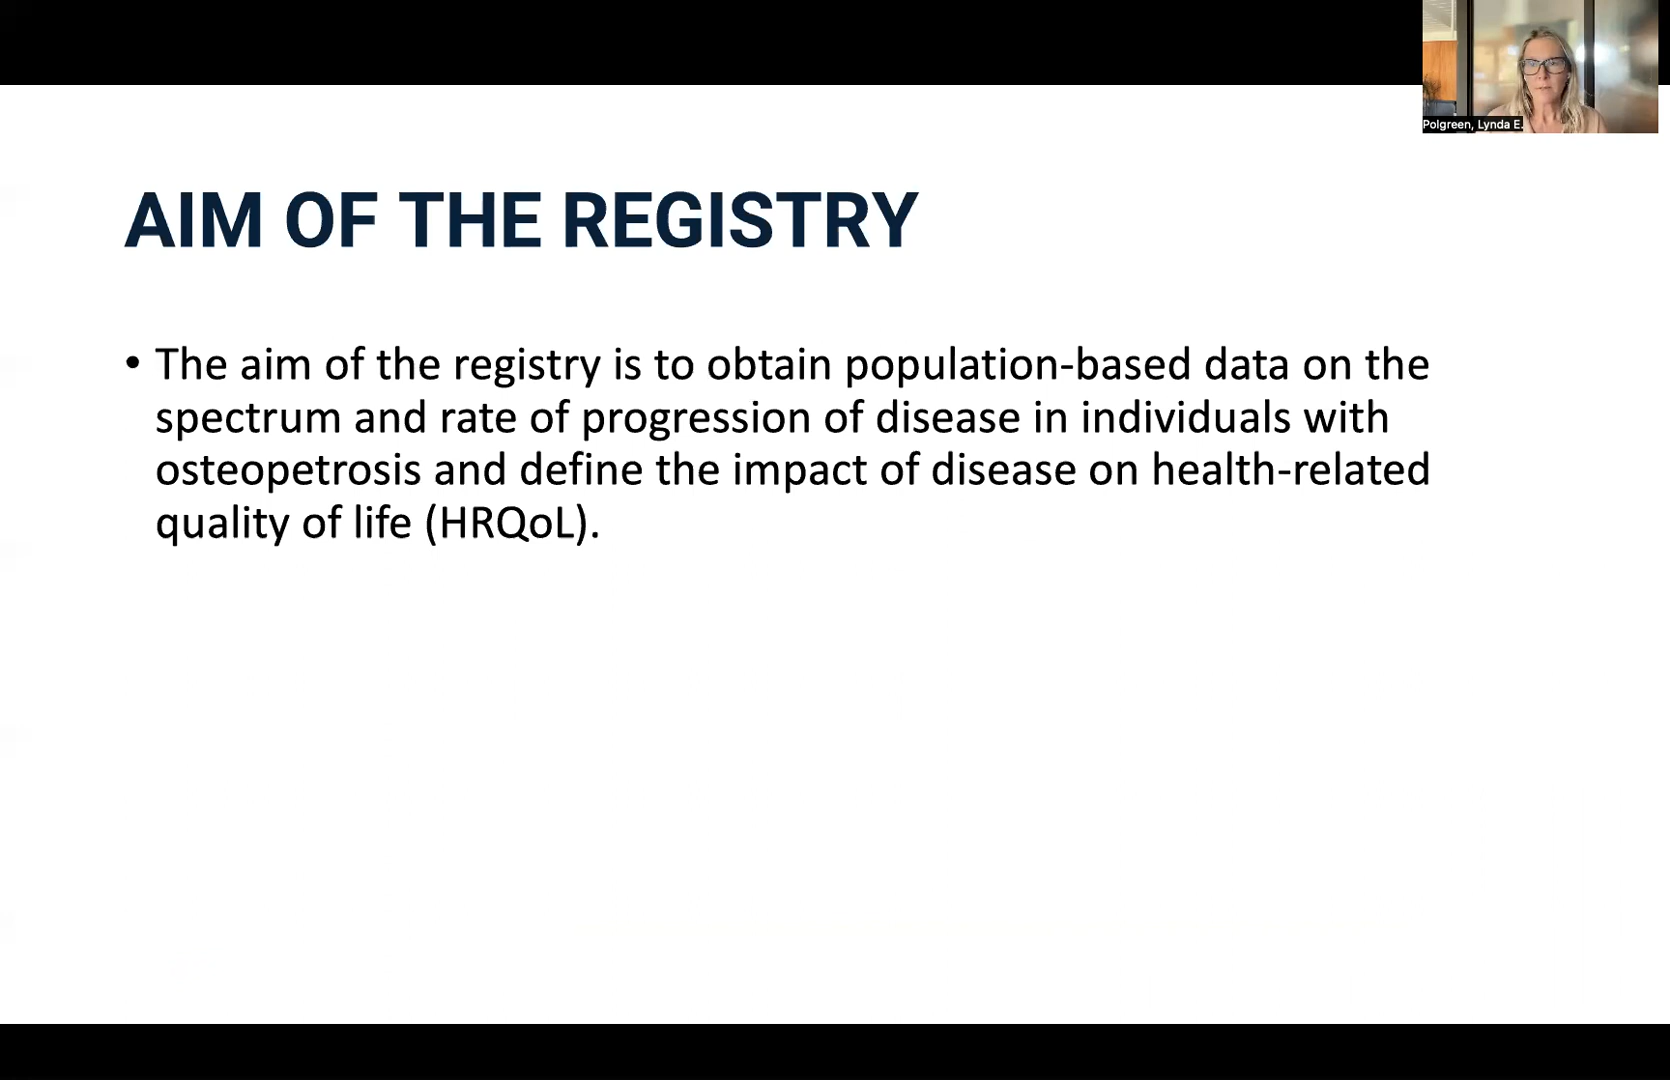 Polgreen, Lynda E.
AIM OF THE REGISTRY
• The aim of the registry is to obtain population-based data on the
spectrum and rate of progression of disease in individuals with
osteopetrosis and define the impact of disease on health-related
quality of life (HRQoL).